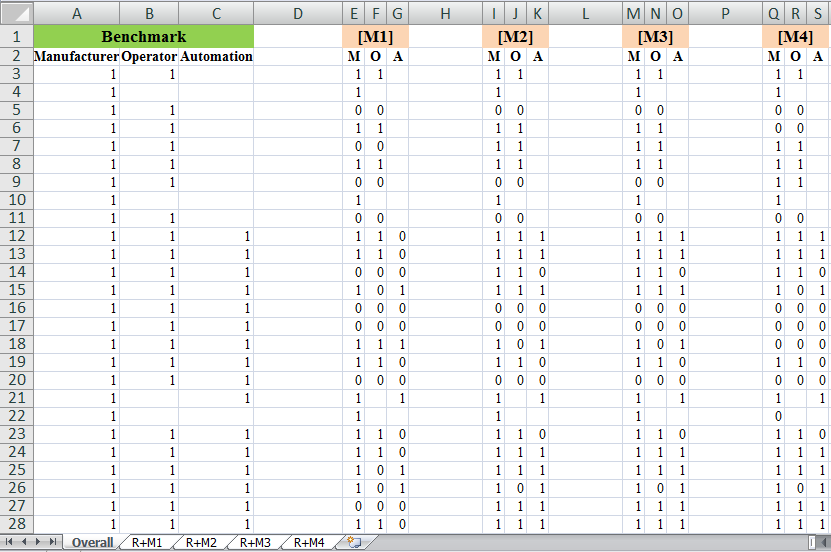 A B C D E F G H I J K L M N O P Q R S
1 Benchmark [M1] [M2] [M3] [M4]
2 Manufacturer Operator Automation M O A M O A M O A M O A
3 1 1 1 1 1 1 1 1 1 1
4 1 1 1 1 1
5 1 1 0 0 0 0 0 0 0 0
6 1 1 1 1 1 1 1 1 0 0
7 1 1 0 0 1 1 1 1 1 1
8 1 1 1 1 1 1 1 1 1 1
9 1 1 0 0 0 0 0 0 1 1
10 1 1 1 1 1
11 1 1 0 0 0 0 0 0 0 0
12 1 1 1 1 1 0 1 1 1 1 1 1 1 1 1
13 1 1 1 1 1 0 1 1 1 1 1 1 1 1 1
14 1 1 1 0 0 0 1 1 0 1 1 0 1 1 0
15 1 1 1 1 0 1 1 1 1 1 1 1 1 0 1
16 1 1 1 0 0 0 0 0 0 0 0 0 0 0 0
17 1 1 1 0 0 0 0 0 0 0 0 0 0 0 0
18 1 1 1 1 1 1 1 0 1 1 0 1 0 0 0
19 1 1 1 1 1 0 1 1 0 1 1 0 1 1 0
20 1 1 1 0 0 0 0 0 0 0 0 0 0 0 0
21 1 1 1 1 1 1 1 1 1 1
22 1 1 1 1 0
23 1 1 1 1 1 0 1 1 0 1 1 0 1 1 0
24 1 1 1 1 1 0 1 1 1 1 1 1 1 1 1
25 1 1 1 1 0 1 1 1 1 1 1 1 1 1 1
26 1 1 1 1 0 1 1 0 1 1 0 1 1 0 1
27 1 1 1 0 0 0 1 1 1 1 1 1 1 1 1
28 1 1 1 1 1 0 1 1 1 1 1 1 1 1 1
Overall R+M1 R+M2 R+M3 R+M4